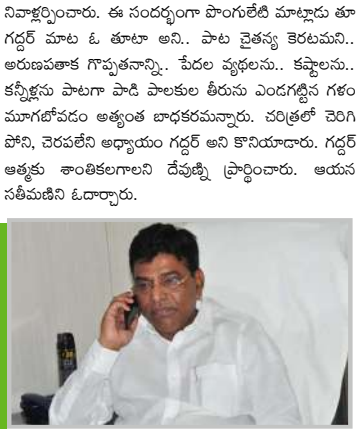 నివాళ్లర్పించారు. ఈ సందర్భంగా పొంగులేటి మాట్లాడు తూ
గద్దర్ మాట ఓ తూటా అని.. పాట చైతన్య కెరటమని..
అరుణపతాక గొప్పతనాన్ని.. పేదల వ్యథలను.. కష్టాలను..
కన్నీళ్లను పాటగా పాడి పాలకుల తీరును ఎండగట్టిన గళం
మూగబోవడం అత్యంత బాధకరమన్నారు. చరిత్రలో చెరిగి
పోని, చెరపలేని అధ్యాయం గద్దర్ అని కొనియాడారు. గద్దర్
ఆత్మకు శాంతికలగాలని దేవుణ్ని ప్రార్థించారు. ఆయన
సతీమణిని ఓదార్చారు.